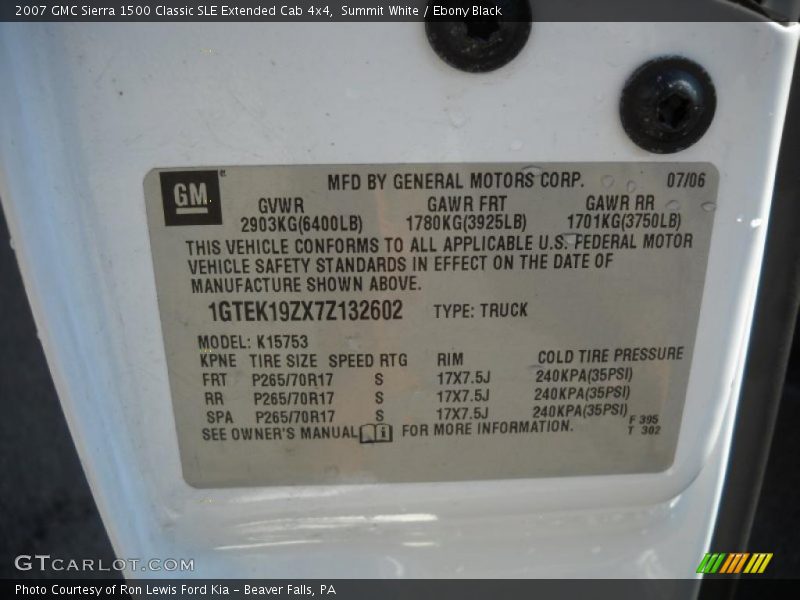 2007 GMC Sierra 1500 Classic SLE Extended Cab 4x4, Summit White / Ebony Black
GM
MFD BY GENERAL MOTORS CORP. 07/06
GVWR GAWR FRT GAWR RR
2903KG(6400LB) 1780KG(3925LB) 1701KG(3750LB)
THIS VEHICLE CONFORMS TO ALL APPLICABLE U.S. FEDERAL MOTOR
VEHICLE SAFETY STANDARDS IN EFFECT ON THE DATE OF
MANUFACTURE SHOWN ABOVE.
1GTEK19ZX7Z132602 TYPE: TRUCK
MODEL: K15753
KPNE TIRE SIZE SPEED RTG RIM COLD TIRE PRESSURE
FRT P265/70R17 S 17X7.5J 240KPA(35PSI)
RR P265/70R17 S 17X7.5J 240KPA(35PSI)
SPA P265/70R17 S 17X7.5J 240KPA(35PSI)
SEE OWNER'S MANUAL FOR MORE INFORMATION.
F 395
T 302
GTCARLOT.COM
Photo Courtesy of Ron Lewis Ford Kia - Beaver Falls, PA